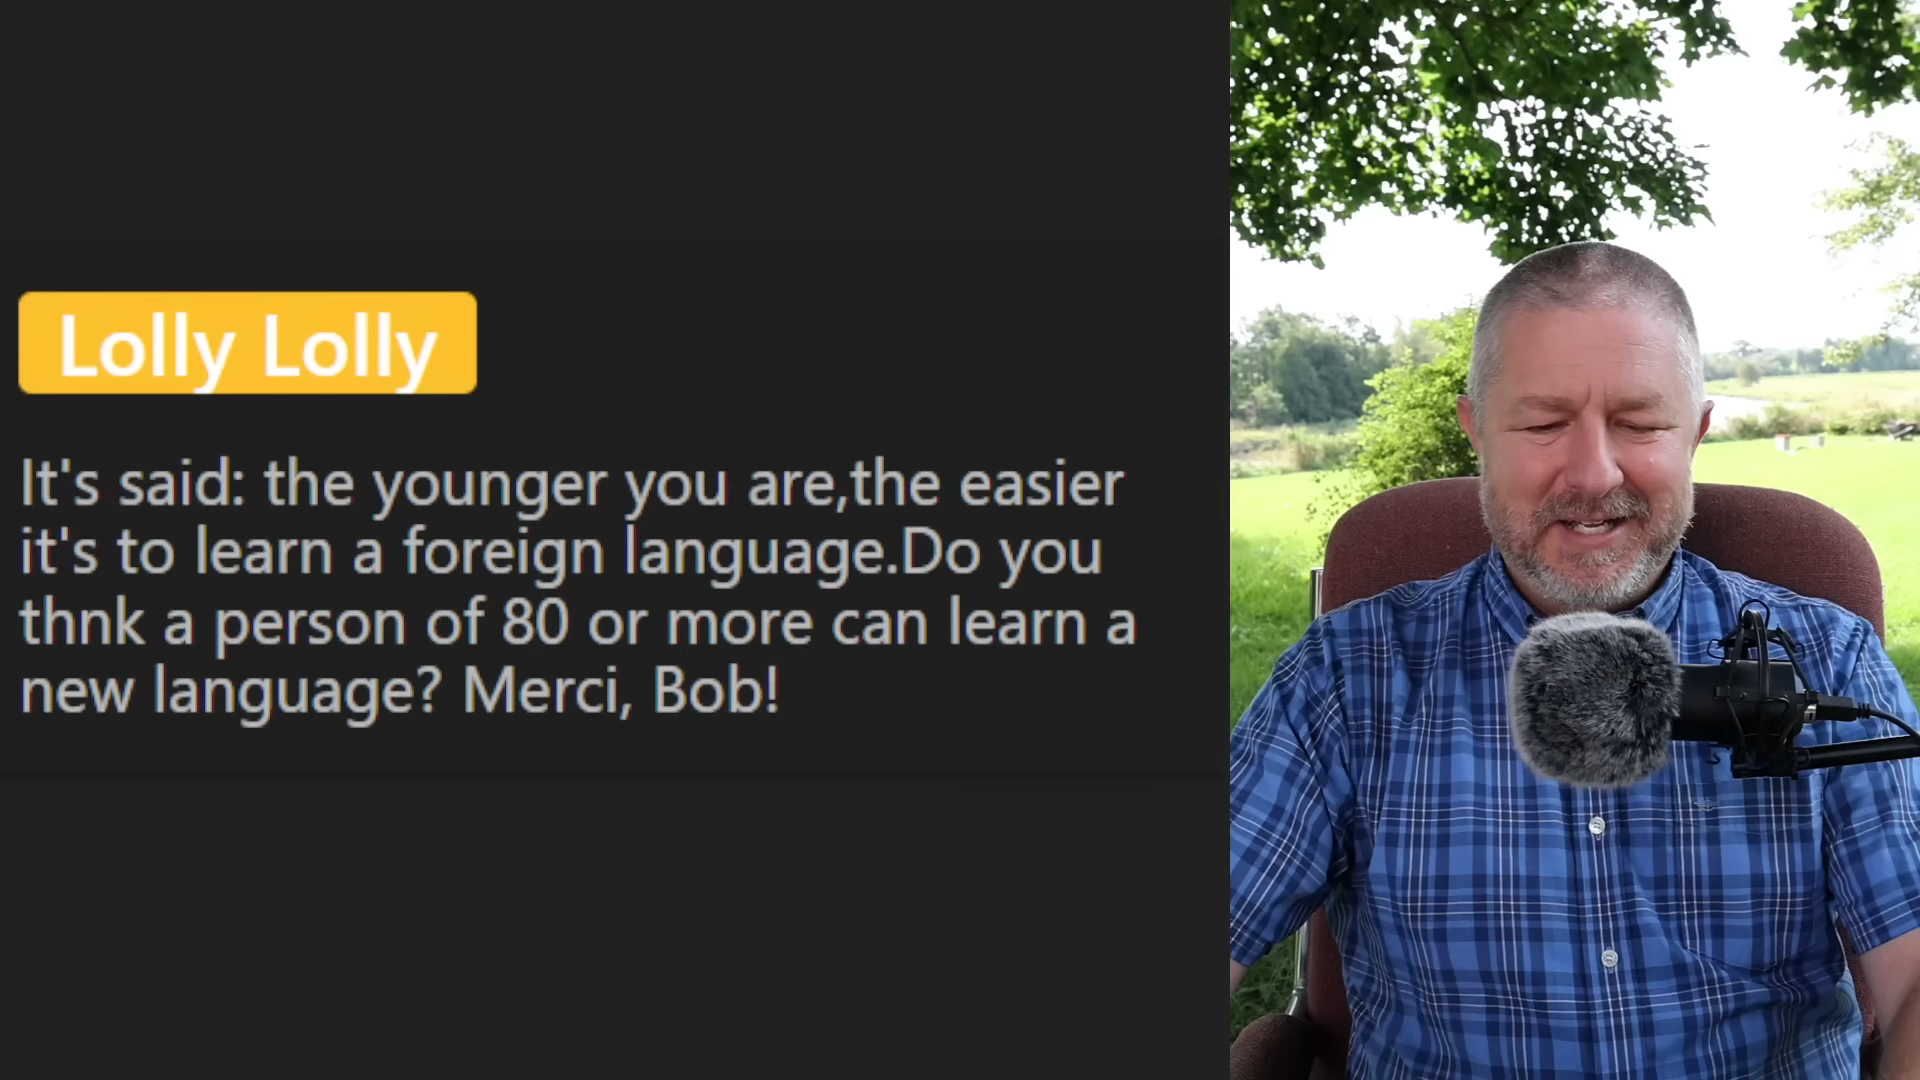 Lolly Lolly
It's said: the younger you are,the easier
it's to learn a foreign language.Do you
thnk a person of 80 or more can learn a
new language? Merci, Bob!